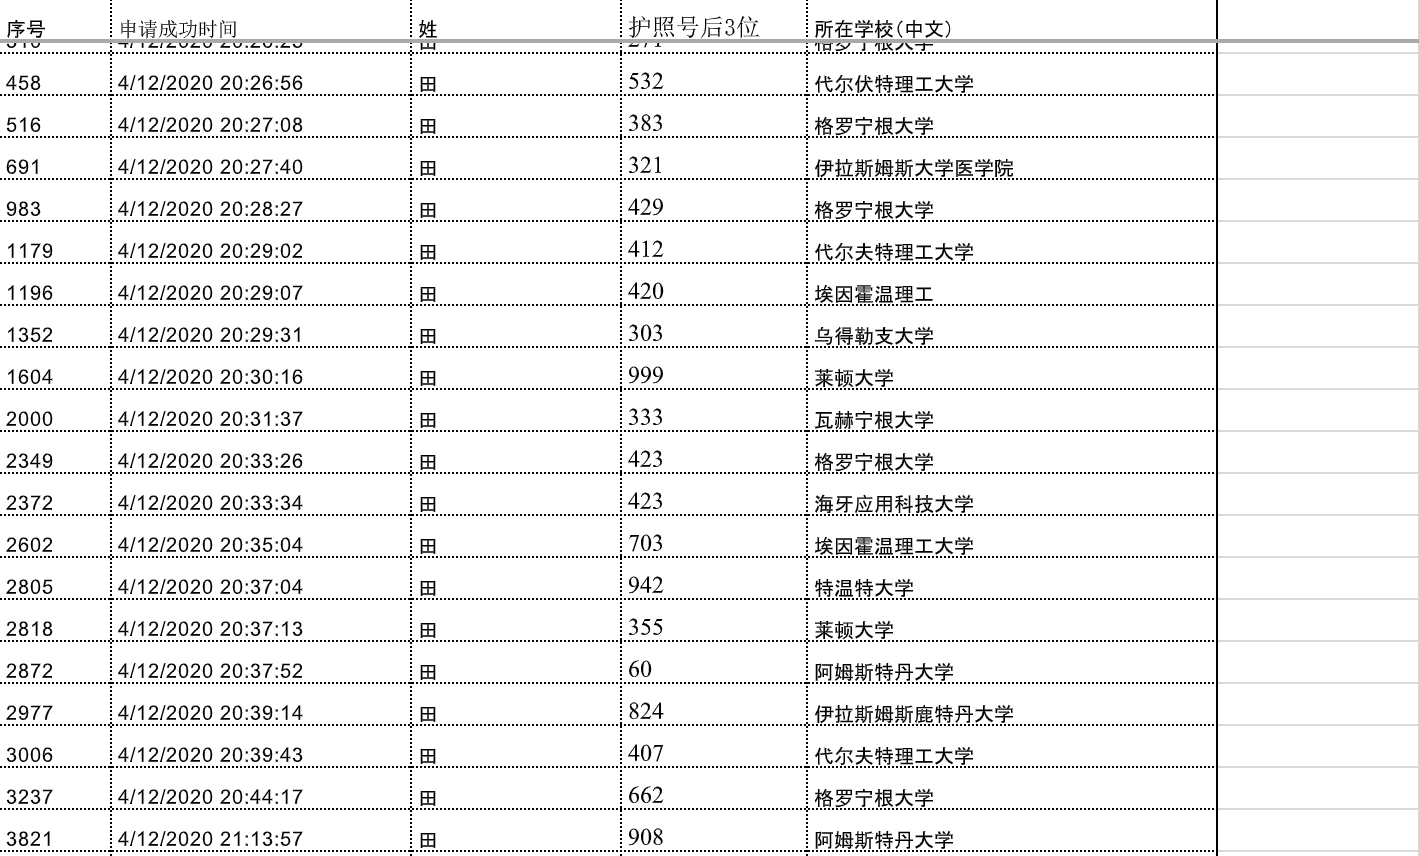 序号 申请成功时间 姓 护照号后3位 所在学校（中文）
458 4/12/2020 20:26:56 田 532 代尔伏特理工大学
516 4/12/2020 20:27:08 田 383 格罗宁根大学
691 4/12/2020 20:27:40 田 321 伊拉斯姆斯大学医学院
983 4/12/2020 20:28:27 田 429 格罗宁根大学
1179 4/12/2020 20:29:02 田 412 代尔夫特理工大学
1196 4/12/2020 20:29:07 田 420 埃因霍温理工
1352 4/12/2020 20:29:31 田 303 乌得勒支大学
1604 4/12/2020 20:30:16 田 999 莱顿大学
2000 4/12/2020 20:31:37 田 333 瓦赫宁根大学
2349 4/12/2020 20:33:26 田 423 格罗宁根大学
2372 4/12/2020 20:33:34 田 423 海牙应用科技大学
2602 4/12/2020 20:35:04 田 703 埃因霍温理工大学
2805 4/12/2020 20:37:04 田 942 特温特大学
2818 4/12/2020 20:37:13 田 355 莱顿大学
2872 4/12/2020 20:37:52 田 60 阿姆斯特丹大学
2977 4/12/2020 20:39:14 田 824 伊拉斯姆斯鹿特丹大学
3006 4/12/2020 20:39:43 田 407 代尔夫特理工大学
3237 4/12/2020 20:44:17 田 662 格罗宁根大学
3821 4/12/2020 21:13:57 田 908 阿姆斯特丹大学